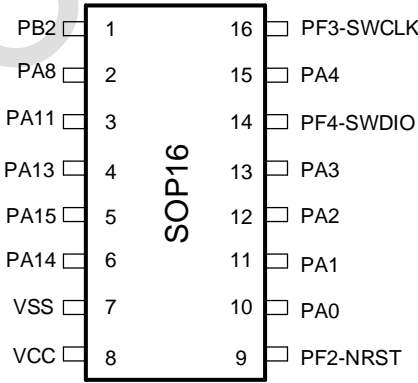 PB2 1 16 PF3-SWCLK
PA8 2 15 PA4
PA11 3 14 PF4-SWDIO
PA13 4 13 PA3
PA15 5 12 PA2
PA14 6 11 PA1
VSS 7 10 PA0
VCC 8 9 PF2-NRST
SOP16